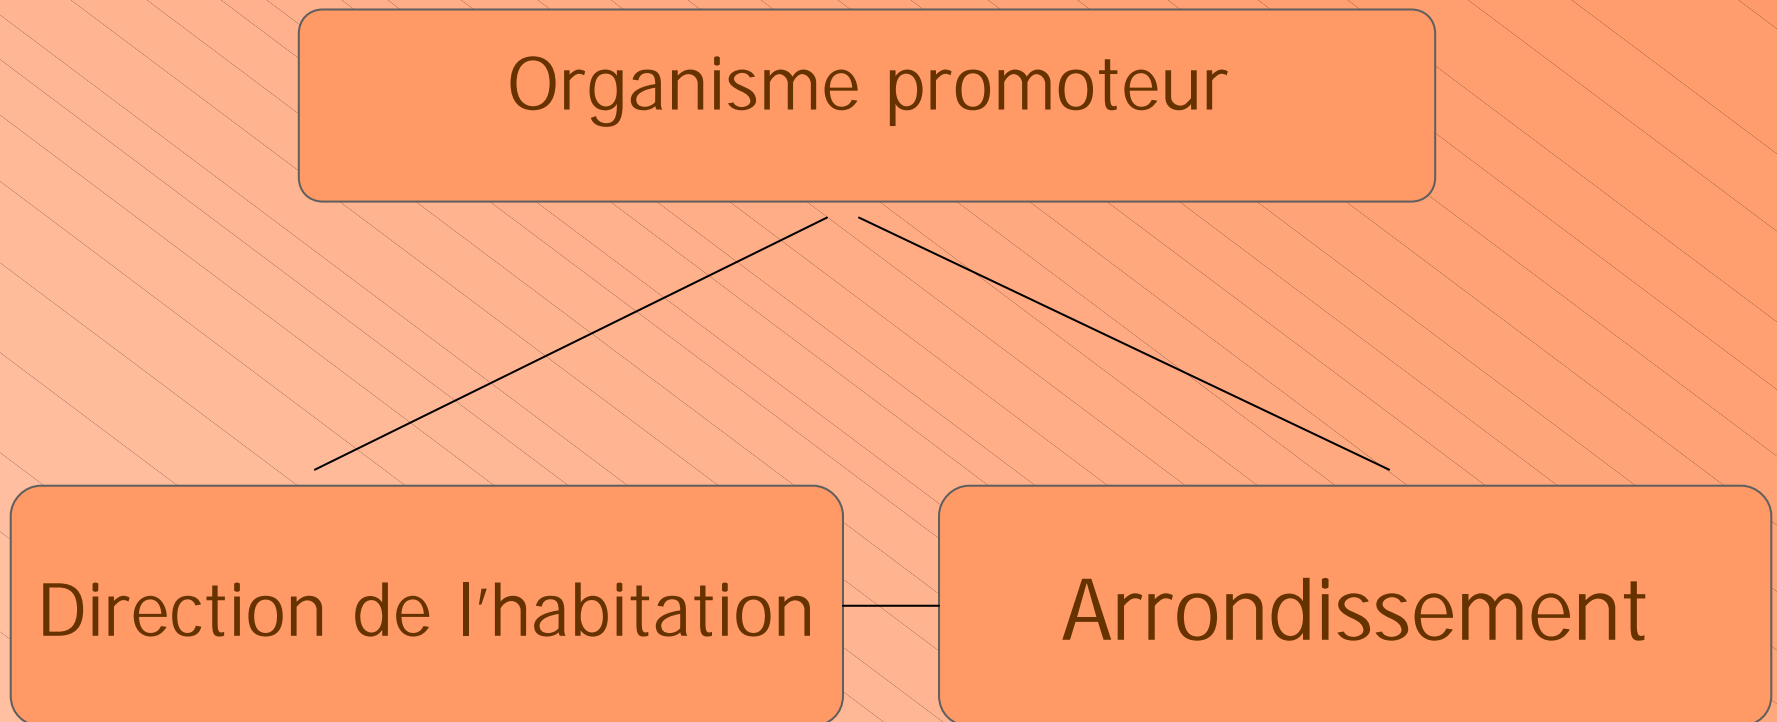 Organisme promoteur
Direction de l'habitation
Arrondissement